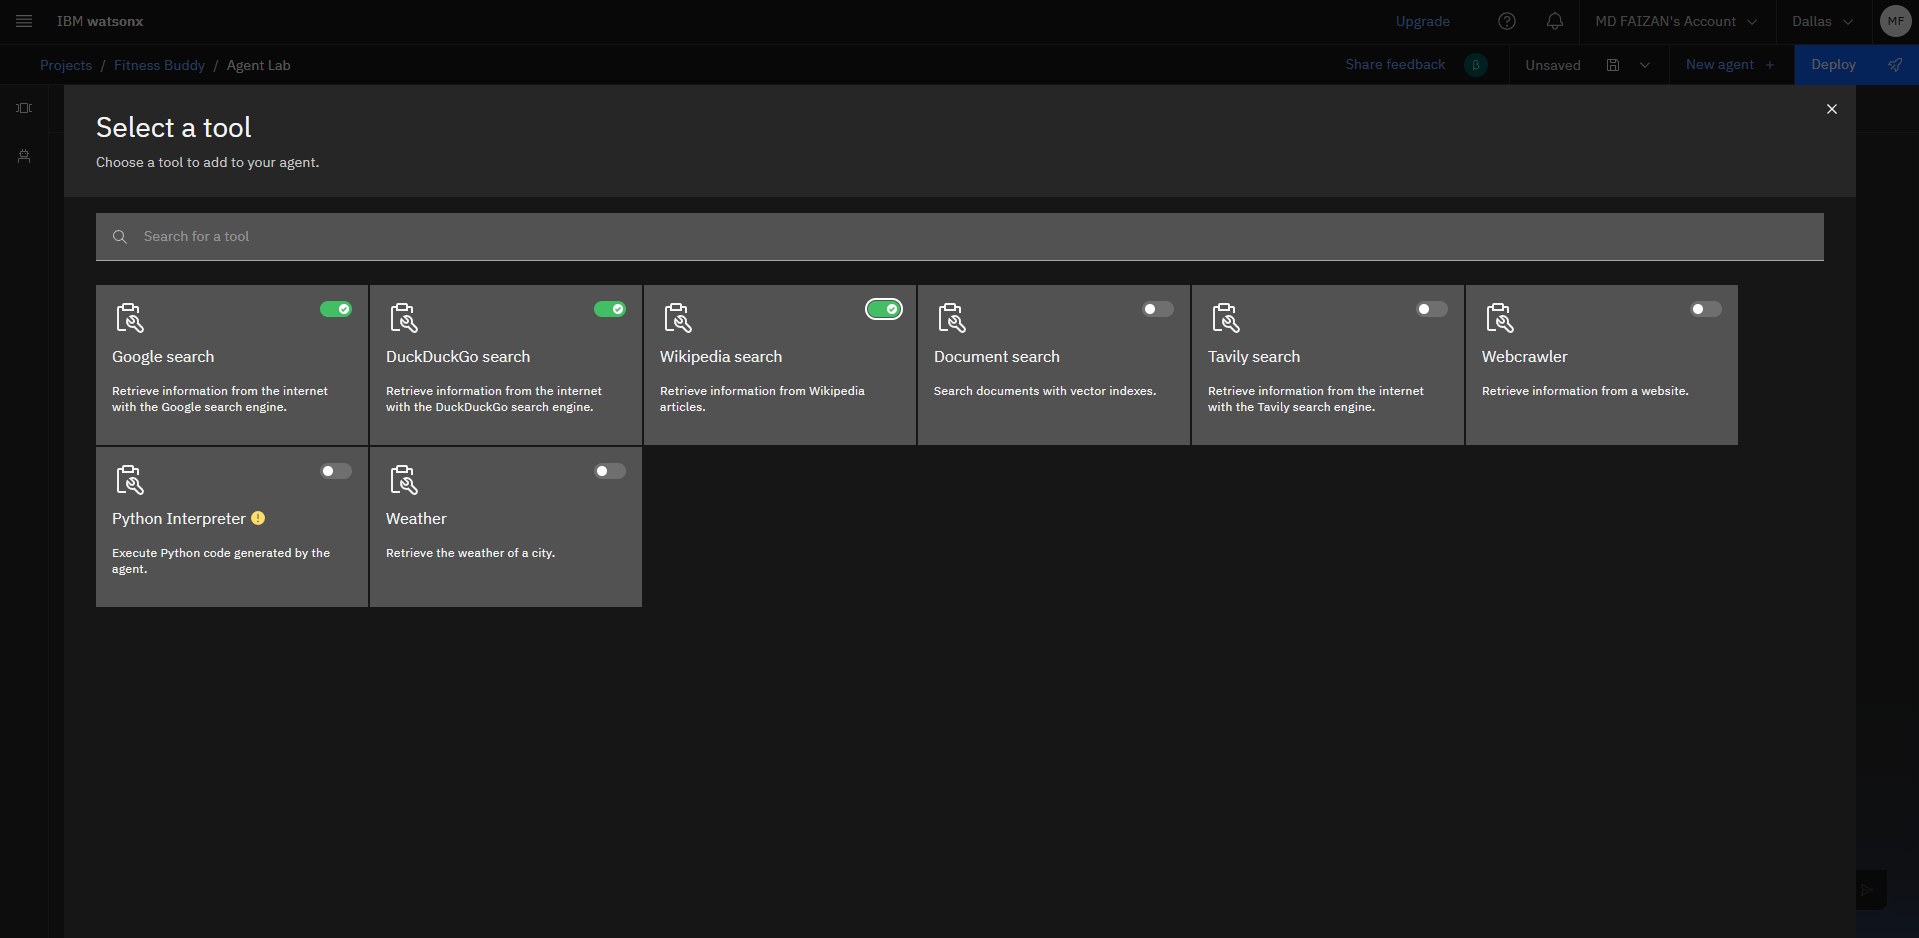 IBM watsonx
Upgrade
MD FAIZAN's Account
Dallas
MF
Projects / Fitness Buddy / Agent Lab
Share feedback
β
Unsaved
New agent +
Deploy
Select a tool
Choose a tool to add to your agent.
Search for a tool
Google search
Retrieve information from the internet
with the Google search engine.
DuckDuckGo search
Retrieve information from the internet
with the DuckDuckGo search engine.
Wikipedia search
Retrieve information from Wikipedia
articles.
Document search
Search documents with vector indexes.
Tavily search
Retrieve information from the internet
with the Tavily search engine.
Webcrawler
Retrieve information from a website.
Python Interpreter
Execute Python code generated by the
agent.
Weather
Retrieve the weather of a city.